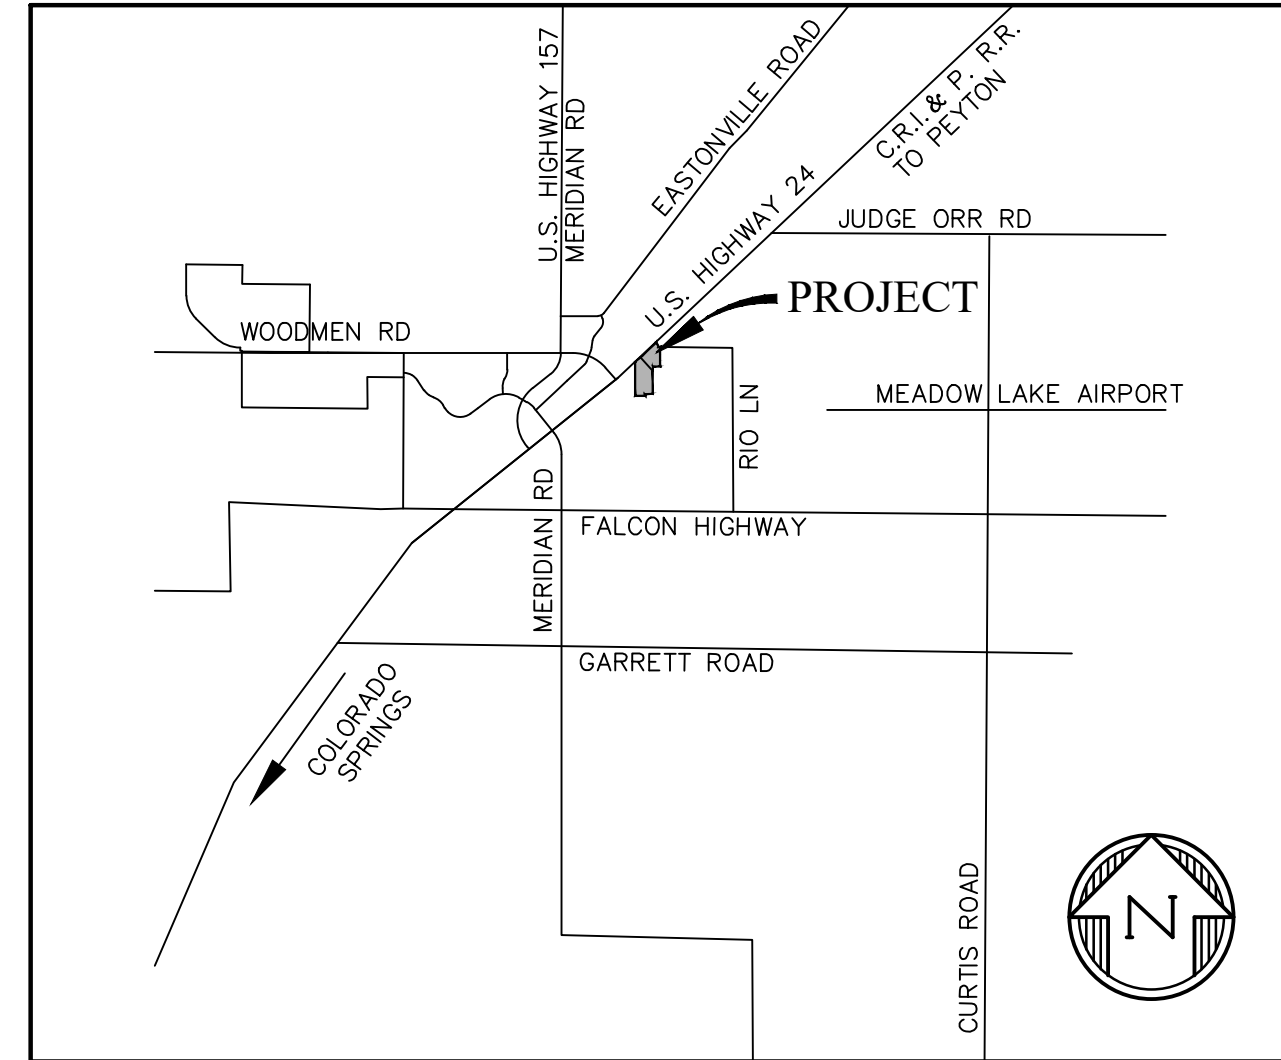 U.S. HIGHWAY 157
MERIDIAN RD
EASTONVILLE ROAD
C.R.I. & P. R.R.
TO PEYTON
U.S. HIGHWAY 24
JUDGE ORR RD
PROJECT
WOODMEN RD
MEADOW LAKE AIRPORT
RIO LN
MERIDIAN RD
FALCON HIGHWAY
GARRETT ROAD
COLORADO
SPRINGS
CURTIS ROAD
N